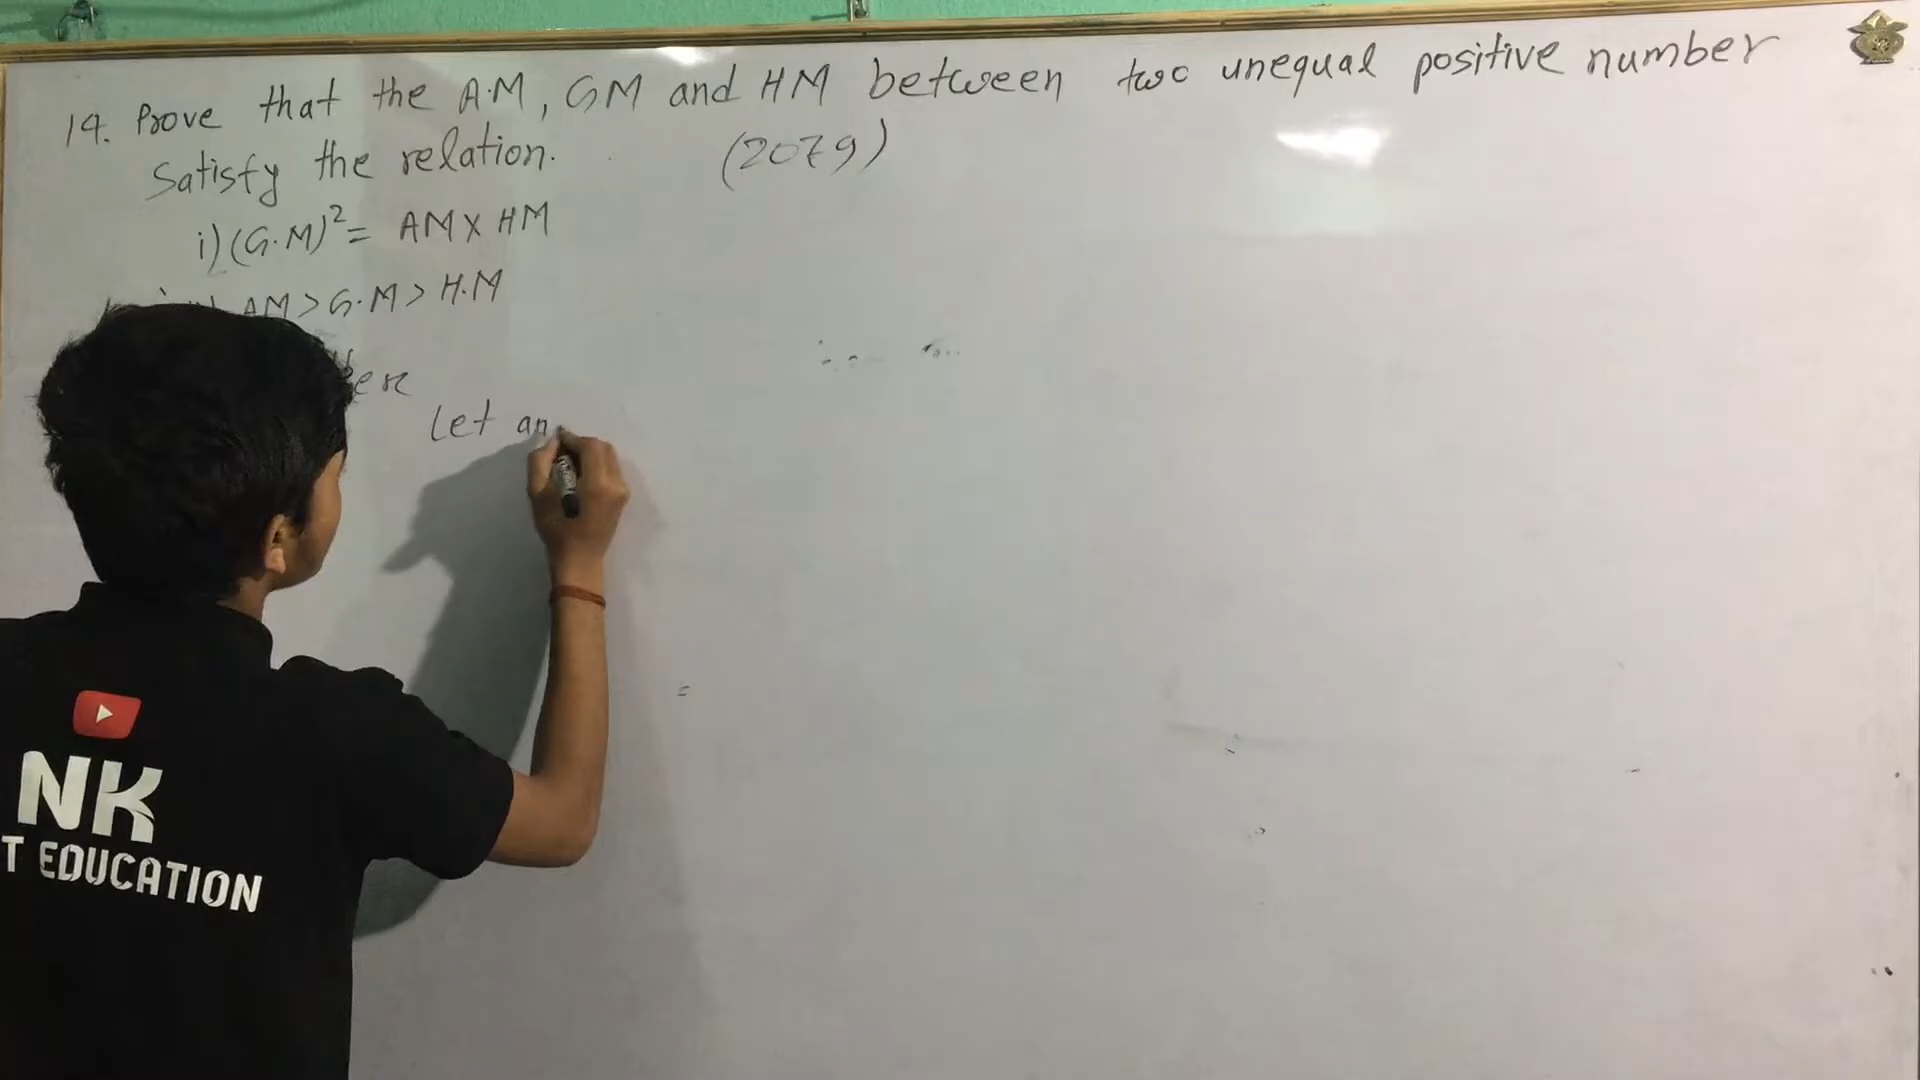 14. Prove that the A.M, GM and HM between two unequal positive number
Satisfy the relation. (2079)
i) (G.M)² = AM X HM
AM > G.M > H.M
Let an
NK
T EDUCATION